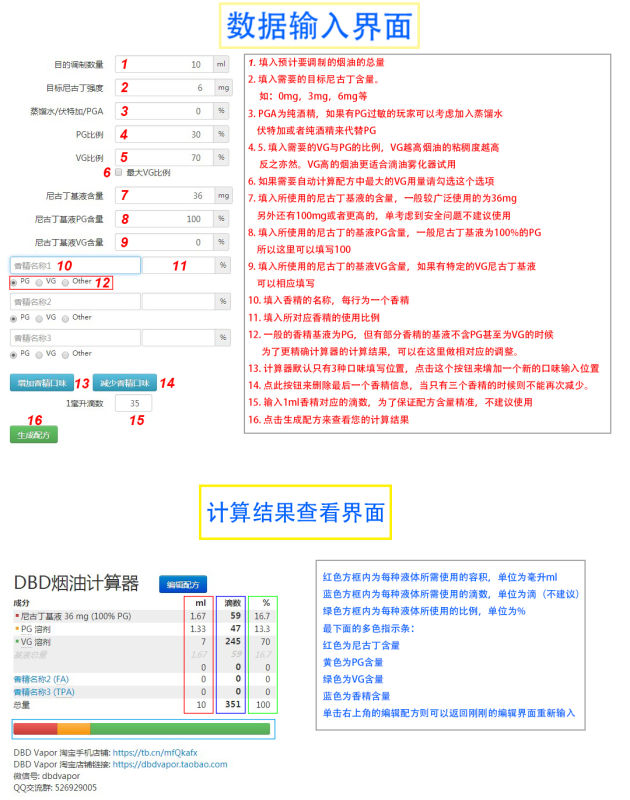 数据输入界面
目的调制数量 1 10 ml
目标尼古丁强度 2 6 mg
蒸馏水/伏特加/PGA 3 0 %
PG比例 4 30 %
VG比例 5 70 %
6 最大VG比例
尼古丁基液含量 7 36 mg
尼古丁基液PG含量 8 100 %
尼古丁基液VG含量 9 0 %
香精名称1 10 11 %
PG VG Other 12
香精名称2 %
PG VG Other
香精名称3 %
PG VG Other
增加香精口味 13 减少香精口味 14
1毫升滴数 35
16 15
生成配方
1. 填入预计要调制的烟油的总量
2. 填入需要的目标尼古丁含量。
如：0mg，3mg，6mg等
3. PGA为纯酒精，如果有PG过敏的玩家可以考虑加入蒸馏水
伏特加或者纯酒精来代替PG
4. 5. 填入需要的VG与PG的比例，VG越高烟油的粘稠度越高
反之亦然。VG高的烟油更适合滴油雾化器试用
6. 如果需要自动计算配方中最大的VG用量请勾选这个选项
7. 填入所使用的尼古丁基液的含量，一般较广泛使用的为36mg
另外还有100mg或者更高的，单考虑到安全问题不建议使用
8. 填入所使用的尼古丁的基液PG含量，一般尼古丁基液为100%的PG
所以这里可以填写100
9. 填入所使用的尼古丁的基液VG含量，如果有特定的VG尼古丁基液
可以相应填写
10. 填入香精的名称，每行为一个香精
11. 填入所对应香精的使用比例
12. 一般的香精基液为PG，但有部分香精的基液不含PG甚至为VG的时候
为了更精确计算器的计算结果，可以在这里做相对应的调整。
13. 计算器默认只有3种口味填写位置，点击这个按钮来增加一个新的口味输入位置
14. 点此按钮来删除最后一个香精信息，当只有三个香精的时候则不能再次减少。
15. 输入1ml香精对应的滴数，为了保证配方含量精准，不建议使用
16. 点击生成配方来查看您的计算结果
计算结果查看界面
DBD烟油计算器 编辑配方
成分 ml 滴数 %
尼古丁基液 36 mg (100% PG) 1.67 59 16.7
PG 溶剂 1.33 47 13.3
VG 溶剂 7 245 70
基液总量 1.67 59 16.7
0 0 0
香精名称2 (FA) 0 0 0
香精名称3 (TPA) 0 0 0
总量 10 351 100
DBD Vapor 淘宝手机店铺: https://tb.cn/mfQkafx
DBD Vapor 淘宝店铺链接: https://dbdvapor.taobao.com
微信号: dbdvapor
QQ交流群: 526929005
红色方框内为每种液体所需使用的容积，单位为毫升ml
蓝色方框内为每种液体所需使用的滴数，单位为滴（不建议）
绿色方框内为每种液体所使用的比例，单位为%
最下面的多色指示条：
红色为尼古丁含量
黄色为PG含量
绿色为VG含量
蓝色为香精含量
单击右上角的编辑配方则可以返回刚刚的编辑界面重新输入